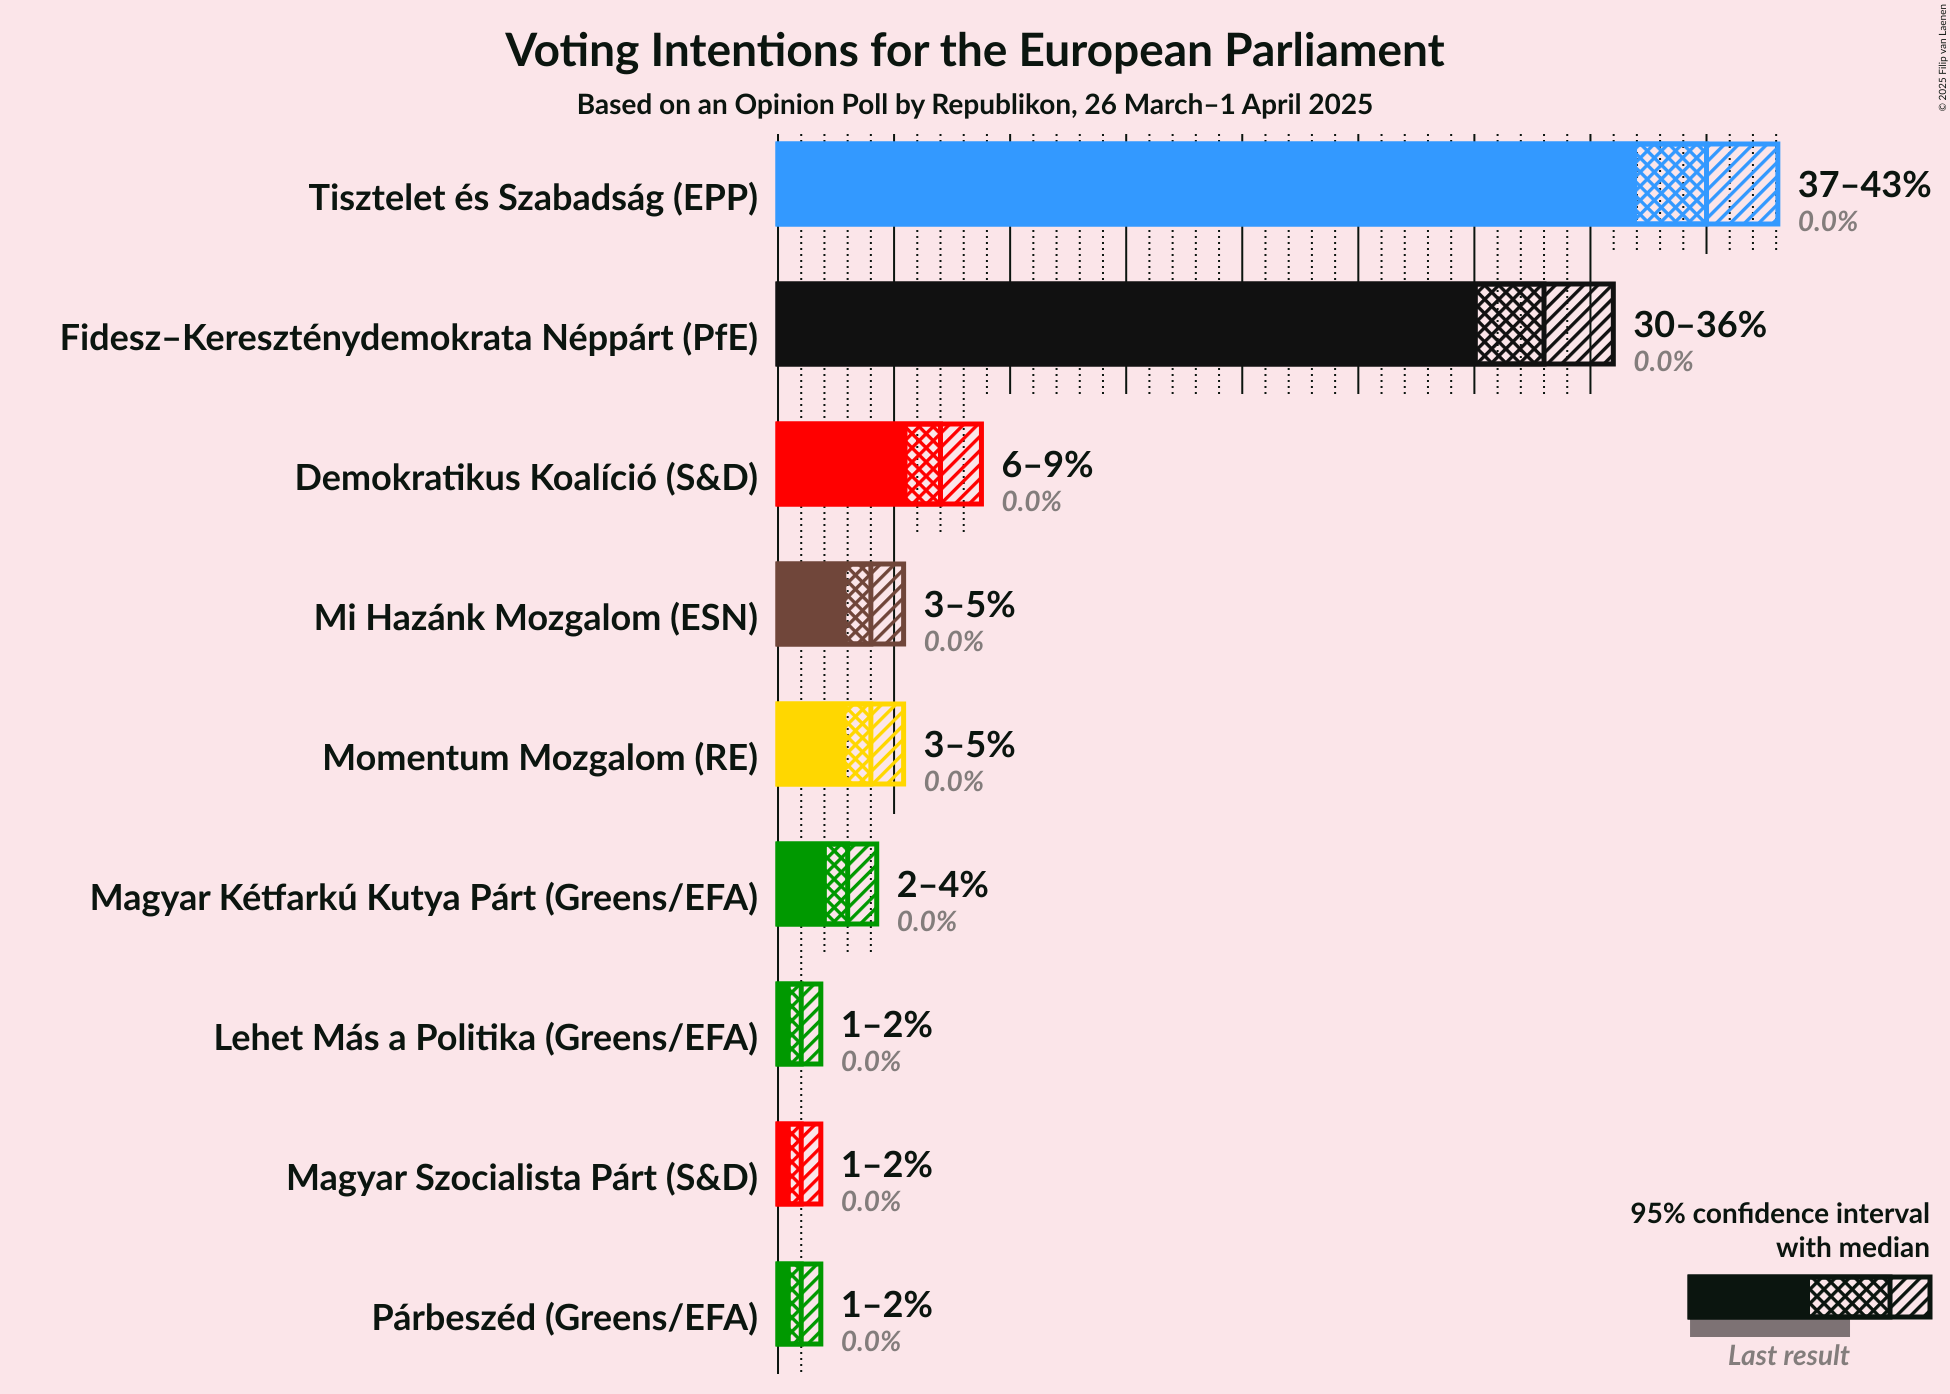 Voting Intentions for the European Parliament
Based on an Opinion Poll by Republikon, 26 March–1 April 2025
© 2025 Filip van Laenen
Tisztelet és Szabadság (EPP)
37–43%
0.0%
Fidesz–Kereszténydemokrata Néppárt (PfE)
30–36%
0.0%
Demokratikus Koalíció (S&D)
6–9%
0.0%
Mi Hazánk Mozgalom (ESN)
3–5%
0.0%
Momentum Mozgalom (RE)
3–5%
0.0%
Magyar Kétfarkú Kutya Párt (Greens/EFA)
2–4%
0.0%
Lehet Más a Politika (Greens/EFA)
1–2%
0.0%
Magyar Szocialista Párt (S&D)
1–2%
0.0%
Párbeszéd (Greens/EFA)
1–2%
0.0%
95% confidence interval
with median
Last result